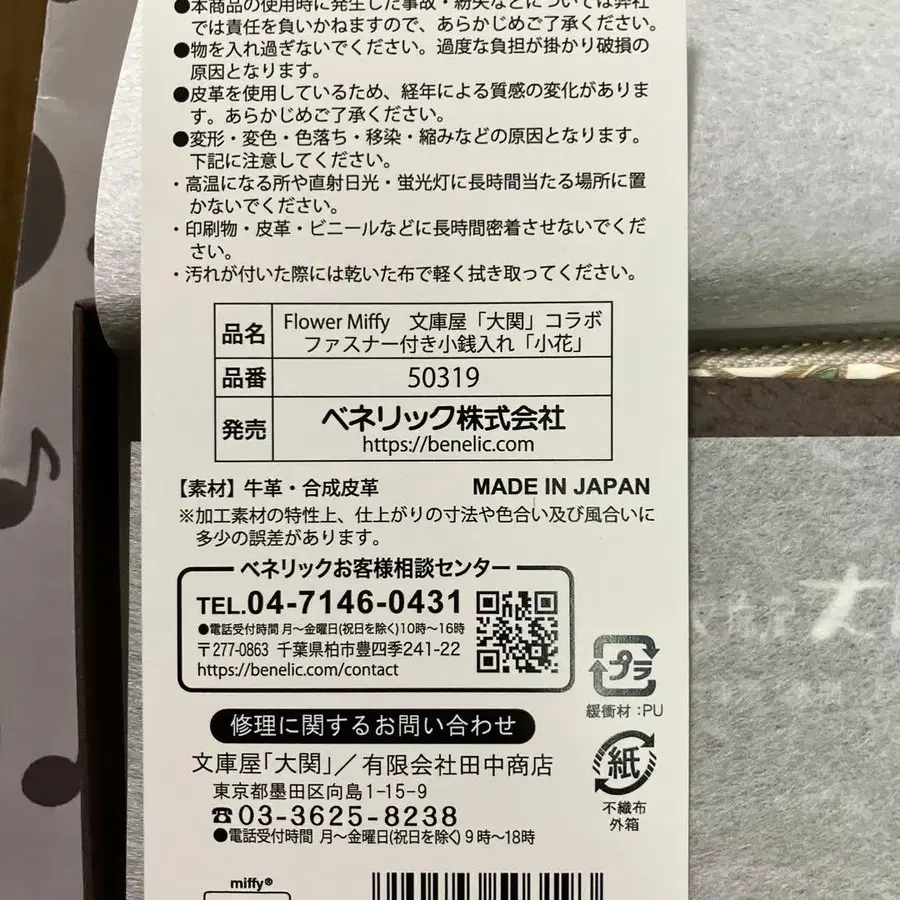 ●本商品の使用時に発生した事故・紛失などについては弊社
では責任を負いかねますので、あらかじめご了承ください。
●物を入れ過ぎないでください。過度な負担が掛かり破損の
原因となります。
●皮革を使用しているため、経年による質感の変化がありま
す。あらかじめご了承ください。
●変形・変色・色落ち・移染・縮みなどの原因となります。
下記に注意してください。
・高温になる所や直射日光・蛍光灯に長時間当たる場所に置
かないでください。
・印刷物・皮革・ビニールなどに長時間密着させないでくだ
さい。
・汚れが付いた際には乾いた布で軽く拭き取ってください。
品名 Flower Miffy 文庫屋「大関」コラボ
ファスナー付き小銭入れ「小花」
品番 50319
発売 ベネリック株式会社
https://benelic.com
【素材】牛革・合成皮革 MADE IN JAPAN
※加工素材の特性上、仕上がりの寸法や色合い及び風合いに
多少の誤差があります。
ベネリックお客様相談センター
TEL.04-7146-0431
●電話受付時間 月〜金曜日(祝日を除く)10時〜16時
〒277-0863 千葉県柏市豊四季241-22
https://benelic.com/contact
プラ
緩衝材:PU
修理に関するお問い合わせ
文庫屋「大関」／有限会社田中商店
東京都墨田区向島1-15-9
☎03-3625-8238
●電話受付時間 月〜金曜日(祝日を除く)9時〜18時
紙
不織布
外箱
miffy®